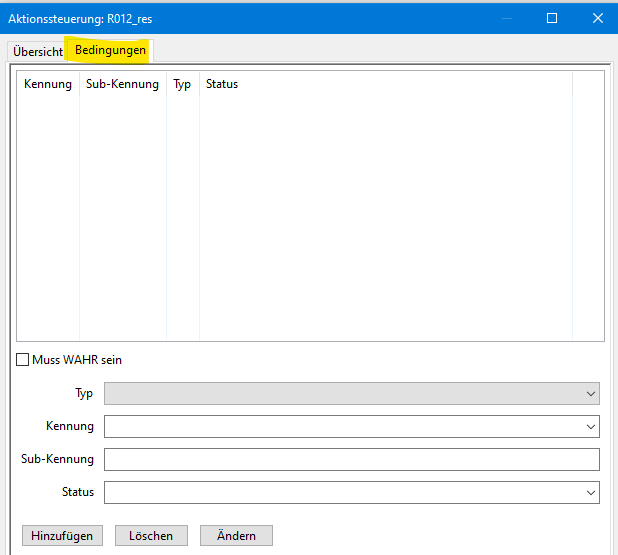 Aktionssteuerung: R012_res
Übersicht Bedingungen
Kennung Sub-Kennung Typ Status
Muss WAHR sein
Typ
Kennung
Sub-Kennung
Status
Hinzufügen Löschen Ändern